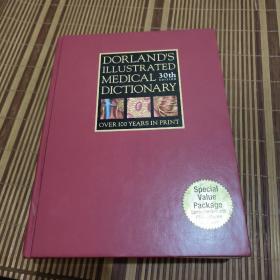 DORLAND'S
ILLUSTRATED
MEDICAL 30th
EDITION
DICTIONARY
OVER 100 YEARS IN PRINT
Special
Value
Package